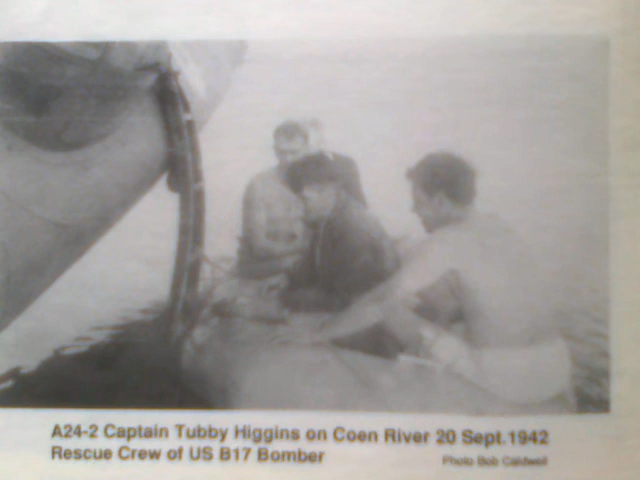 A24-2 Captain Tubby Higgins on Coen River 20 Sept.1942
Rescue Crew of US B17 Bomber
Photo Bob Caldwell